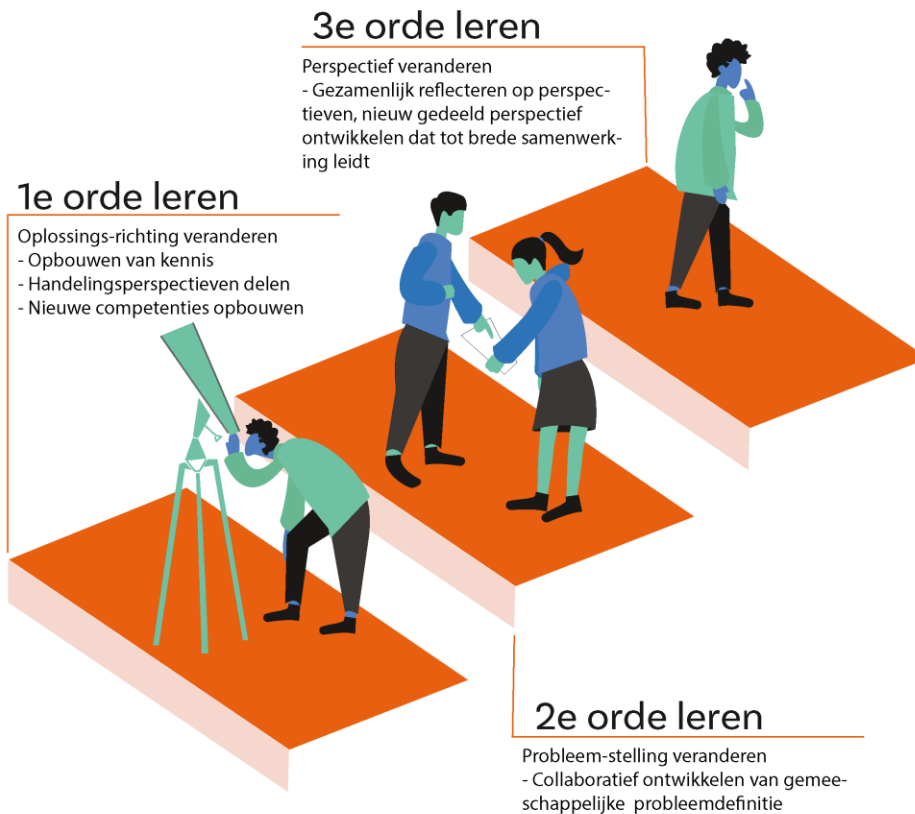 3e orde leren
Perspectief veranderen
- Gezamenlijk reflecteren op perspec-
tieven, nieuw gedeeld perspectief
ontwikkelen dat tot brede samenwerk-
ing leidt
1e orde leren
Oplossings-richting veranderen
- Opbouwen van kennis
- Handelingsperspectieven delen
- Nieuwe competenties opbouwen
2e orde leren
Probleem-stelling veranderen
- Collaboratief ontwikkelen van gemee-
schappelijke probleemdefinitie